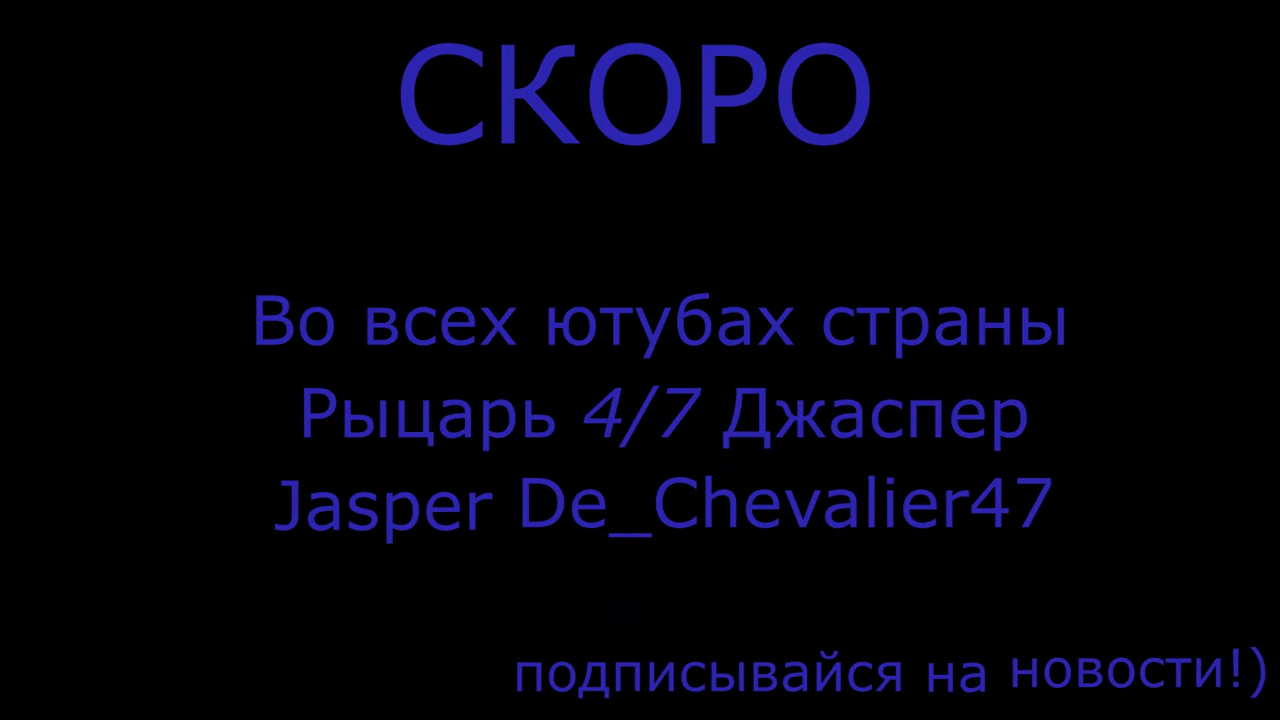 СКОРО
Во всех ютубах страны
Рыцарь 4/7 Джаспер
Jasper De_Chevalier47
подписывайся на новости!)